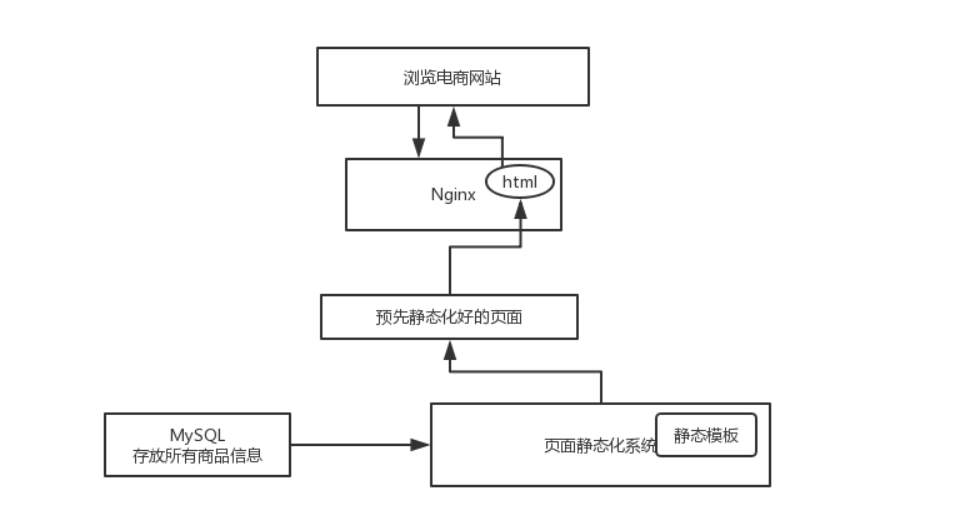 浏览电商网站
html
Nginx
预先静态化好的页面
MySQL
存放所有商品信息
页面静态化系统
静态模板